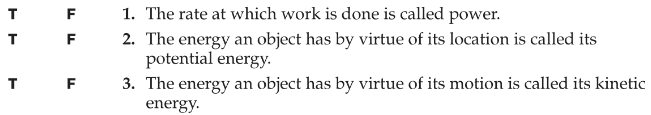 T F 1. The rate at which work is done is called power.
T F 2. The energy an object has by virtue of its location is called its
potential energy.
T F 3. The energy an object has by virtue of its motion is called its kinetic
energy.